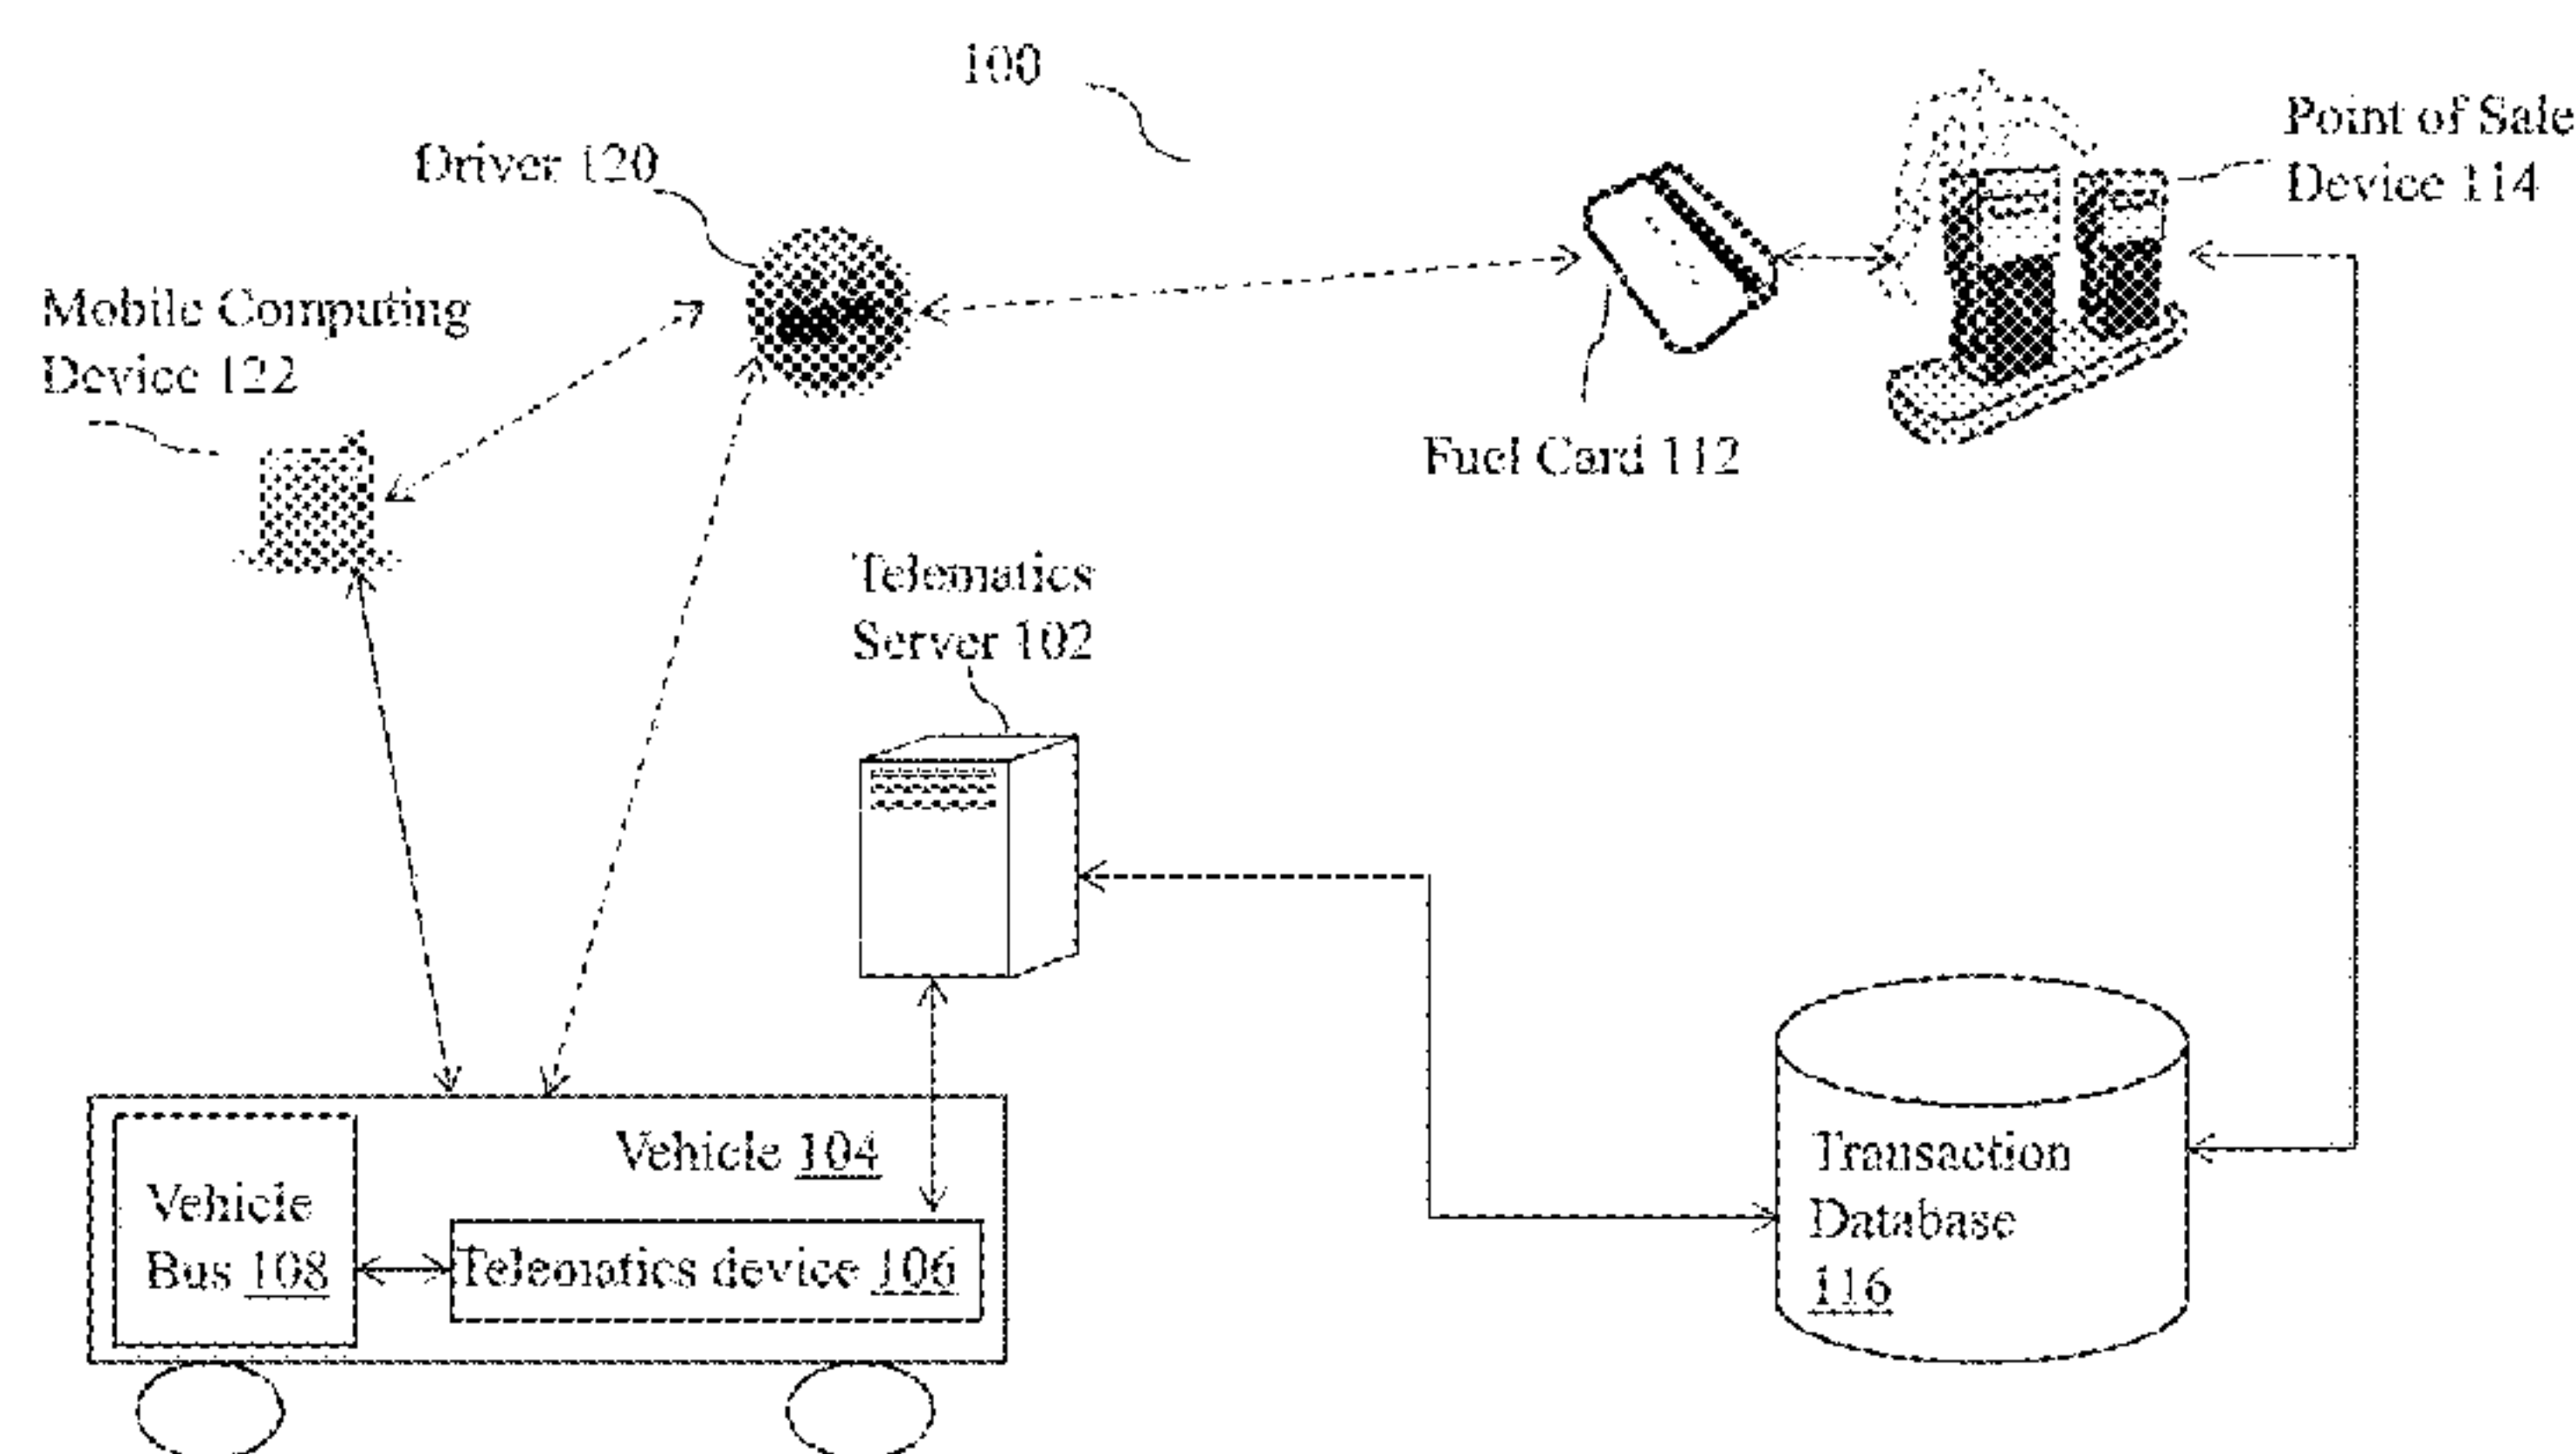 100
Point of Sale
Device 114
Driver 120
Mobile Computing
Device 122
Fuel Card 112
Telematics
Server 102
Vehicle 104
Vehicle
Bus 108
Telematics device 106
Transaction
Database
116